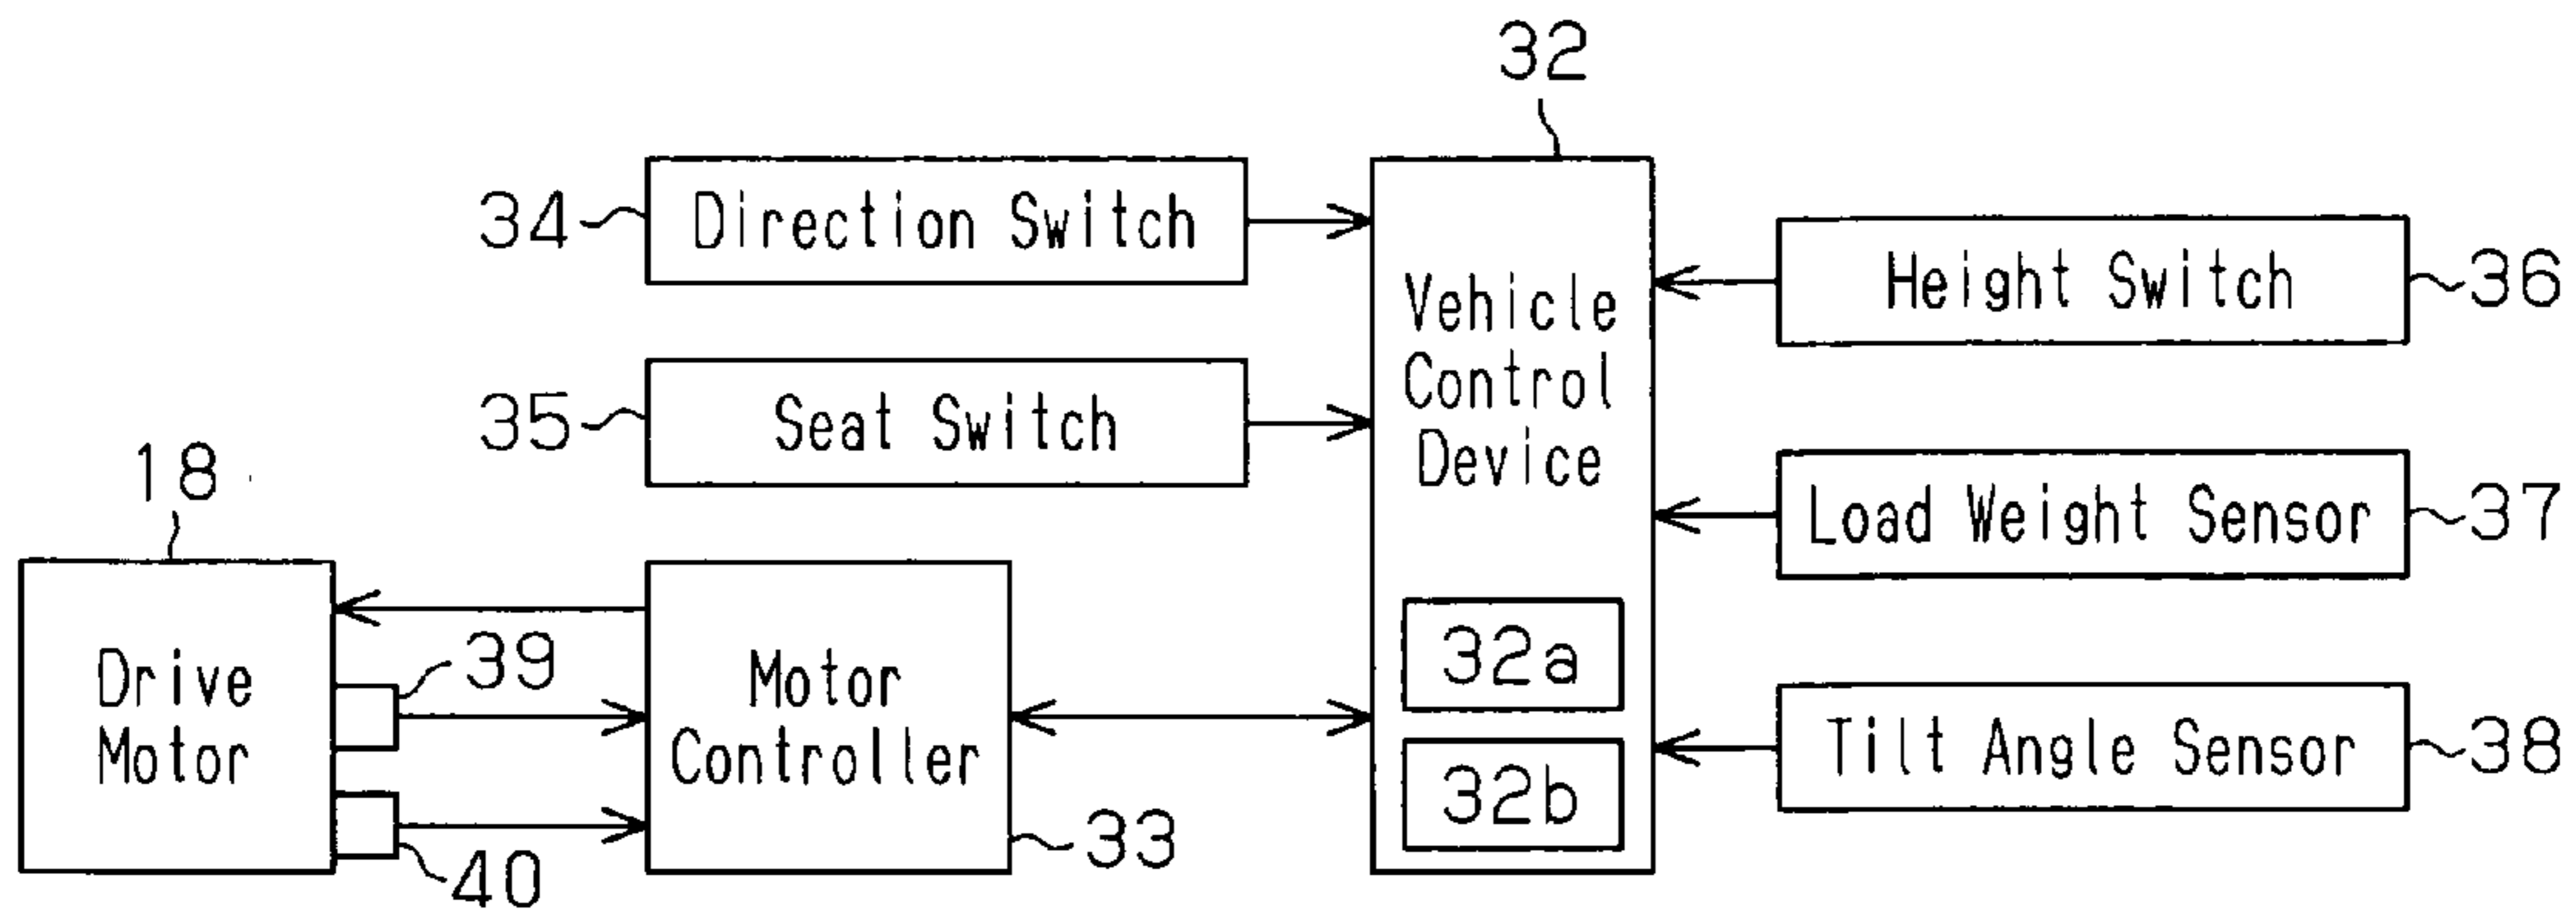 32
34
Direction Switch
Height Switch
36
Vehicle
Control
Device
35
Seat Switch
18
Load Weight Sensor
37
39
32a
Drive
Motor
Motor
Controller
Tilt Angle Sensor
38
32b
33
40